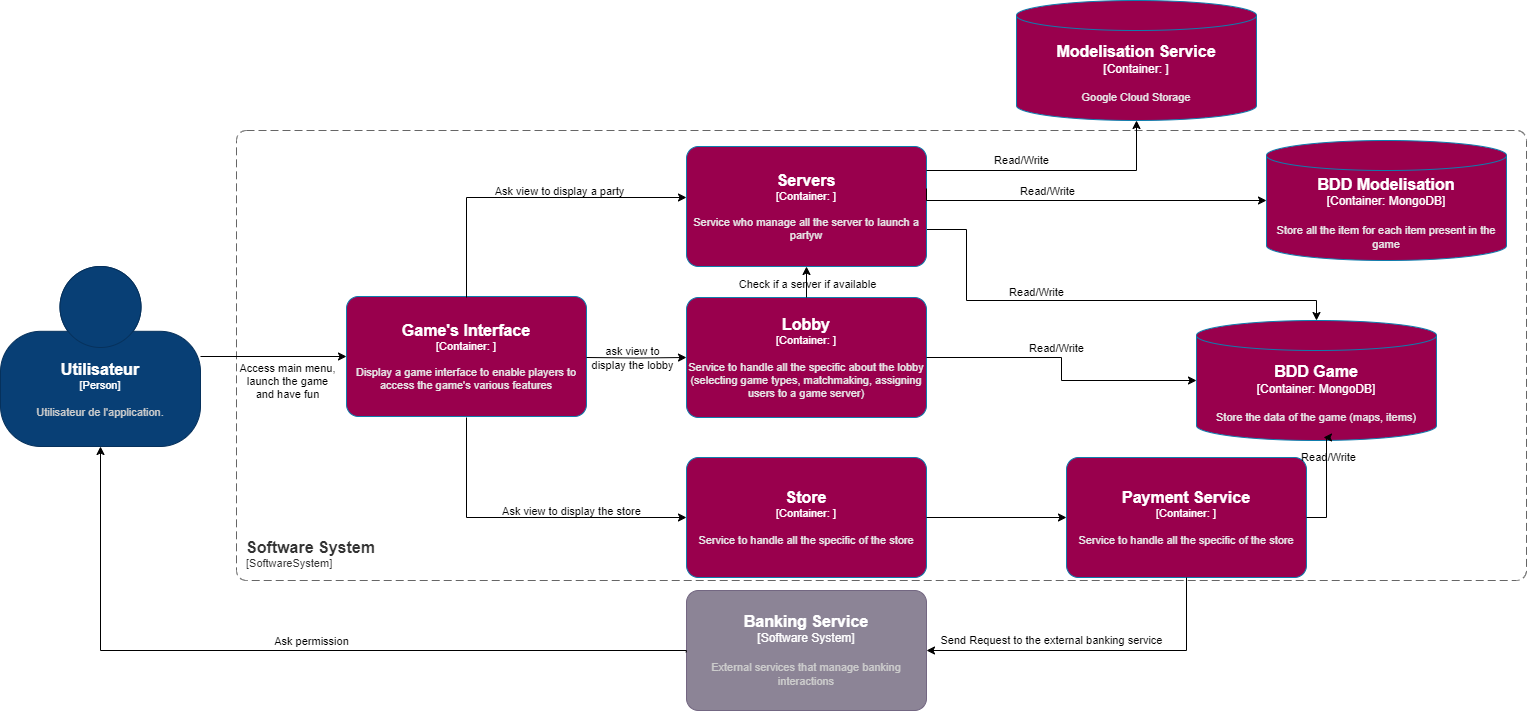 Modelisation Service
[Container: ]
Google Cloud Storage
Read/Write
Servers
[Container: ]
Service who manage all the server to launch a
partyw
Ask view to display a party
Read/Write
BDD Modelisation
[Container: MongoDB]
Store all the item for each item present in the
game
Check if a server if available
Read/Write
Utilisateur
[Person]
Utilisateur de l'application.
Access main menu,
launch the game
and have fun
Game's Interface
[Container: ]
Display a game interface to enable players to
access the game's various features
ask view to
display the lobby
Lobby
[Container: ]
Service to handle all the specific about the lobby
(selecting game types, matchmaking, assigning
users to a game server)
Read/Write
BDD Game
[Container: MongoDB]
Store the data of the game (maps, items)
Read/Write
Ask view to display the store
Store
[Container: ]
Service to handle all the specific of the store
Payment Service
[Container: ]
Service to handle all the specific of the store
Software System
[SoftwareSystem]
Ask permission
Banking Service
[Software System]
External services that manage banking
interactions
Send Request to the external banking service